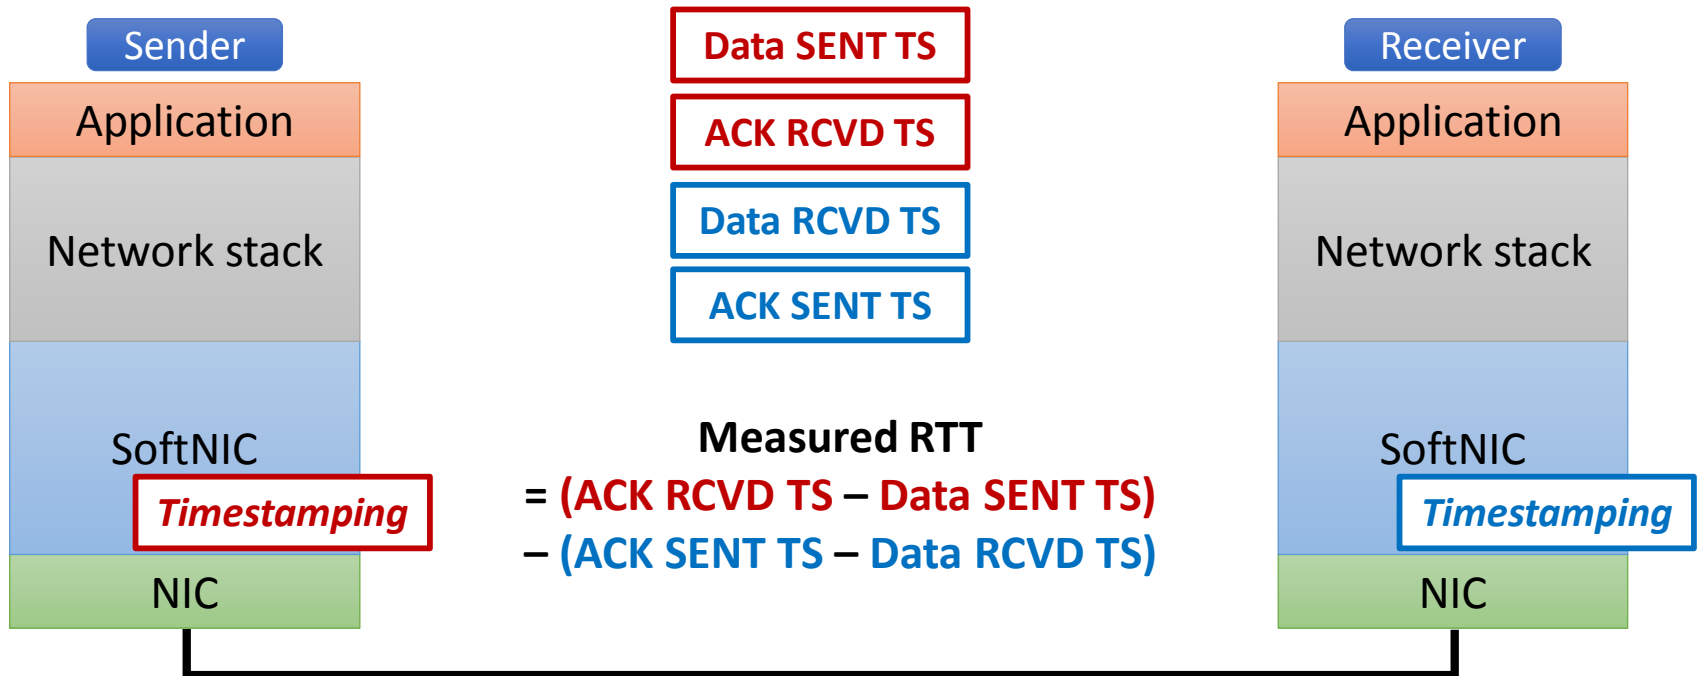 Sender
Application
Network stack
SoftNIC
Timestamping
NIC
Data SENT TS
ACK RCVD TS
Data RCVD TS
ACK SENT TS
Measured RTT
= (ACK RCVD TS – Data SENT TS)
– (ACK SENT TS – Data RCVD TS)
Receiver
Application
Network stack
SoftNIC
Timestamping
NIC